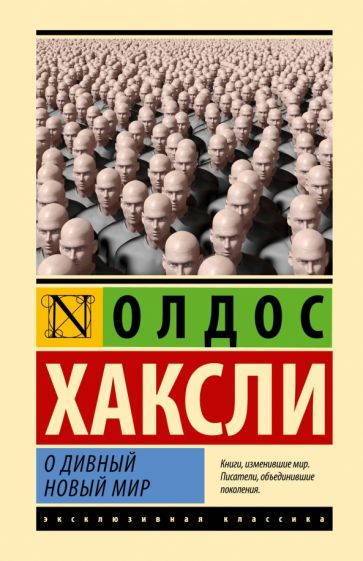 N ОЛДОС
ХАКСЛИ
О ДИВНЫЙ
НОВЫЙ МИР
Книги, изменившие мир.
Писатели, объединившие
поколения.
эксклюзивная классика